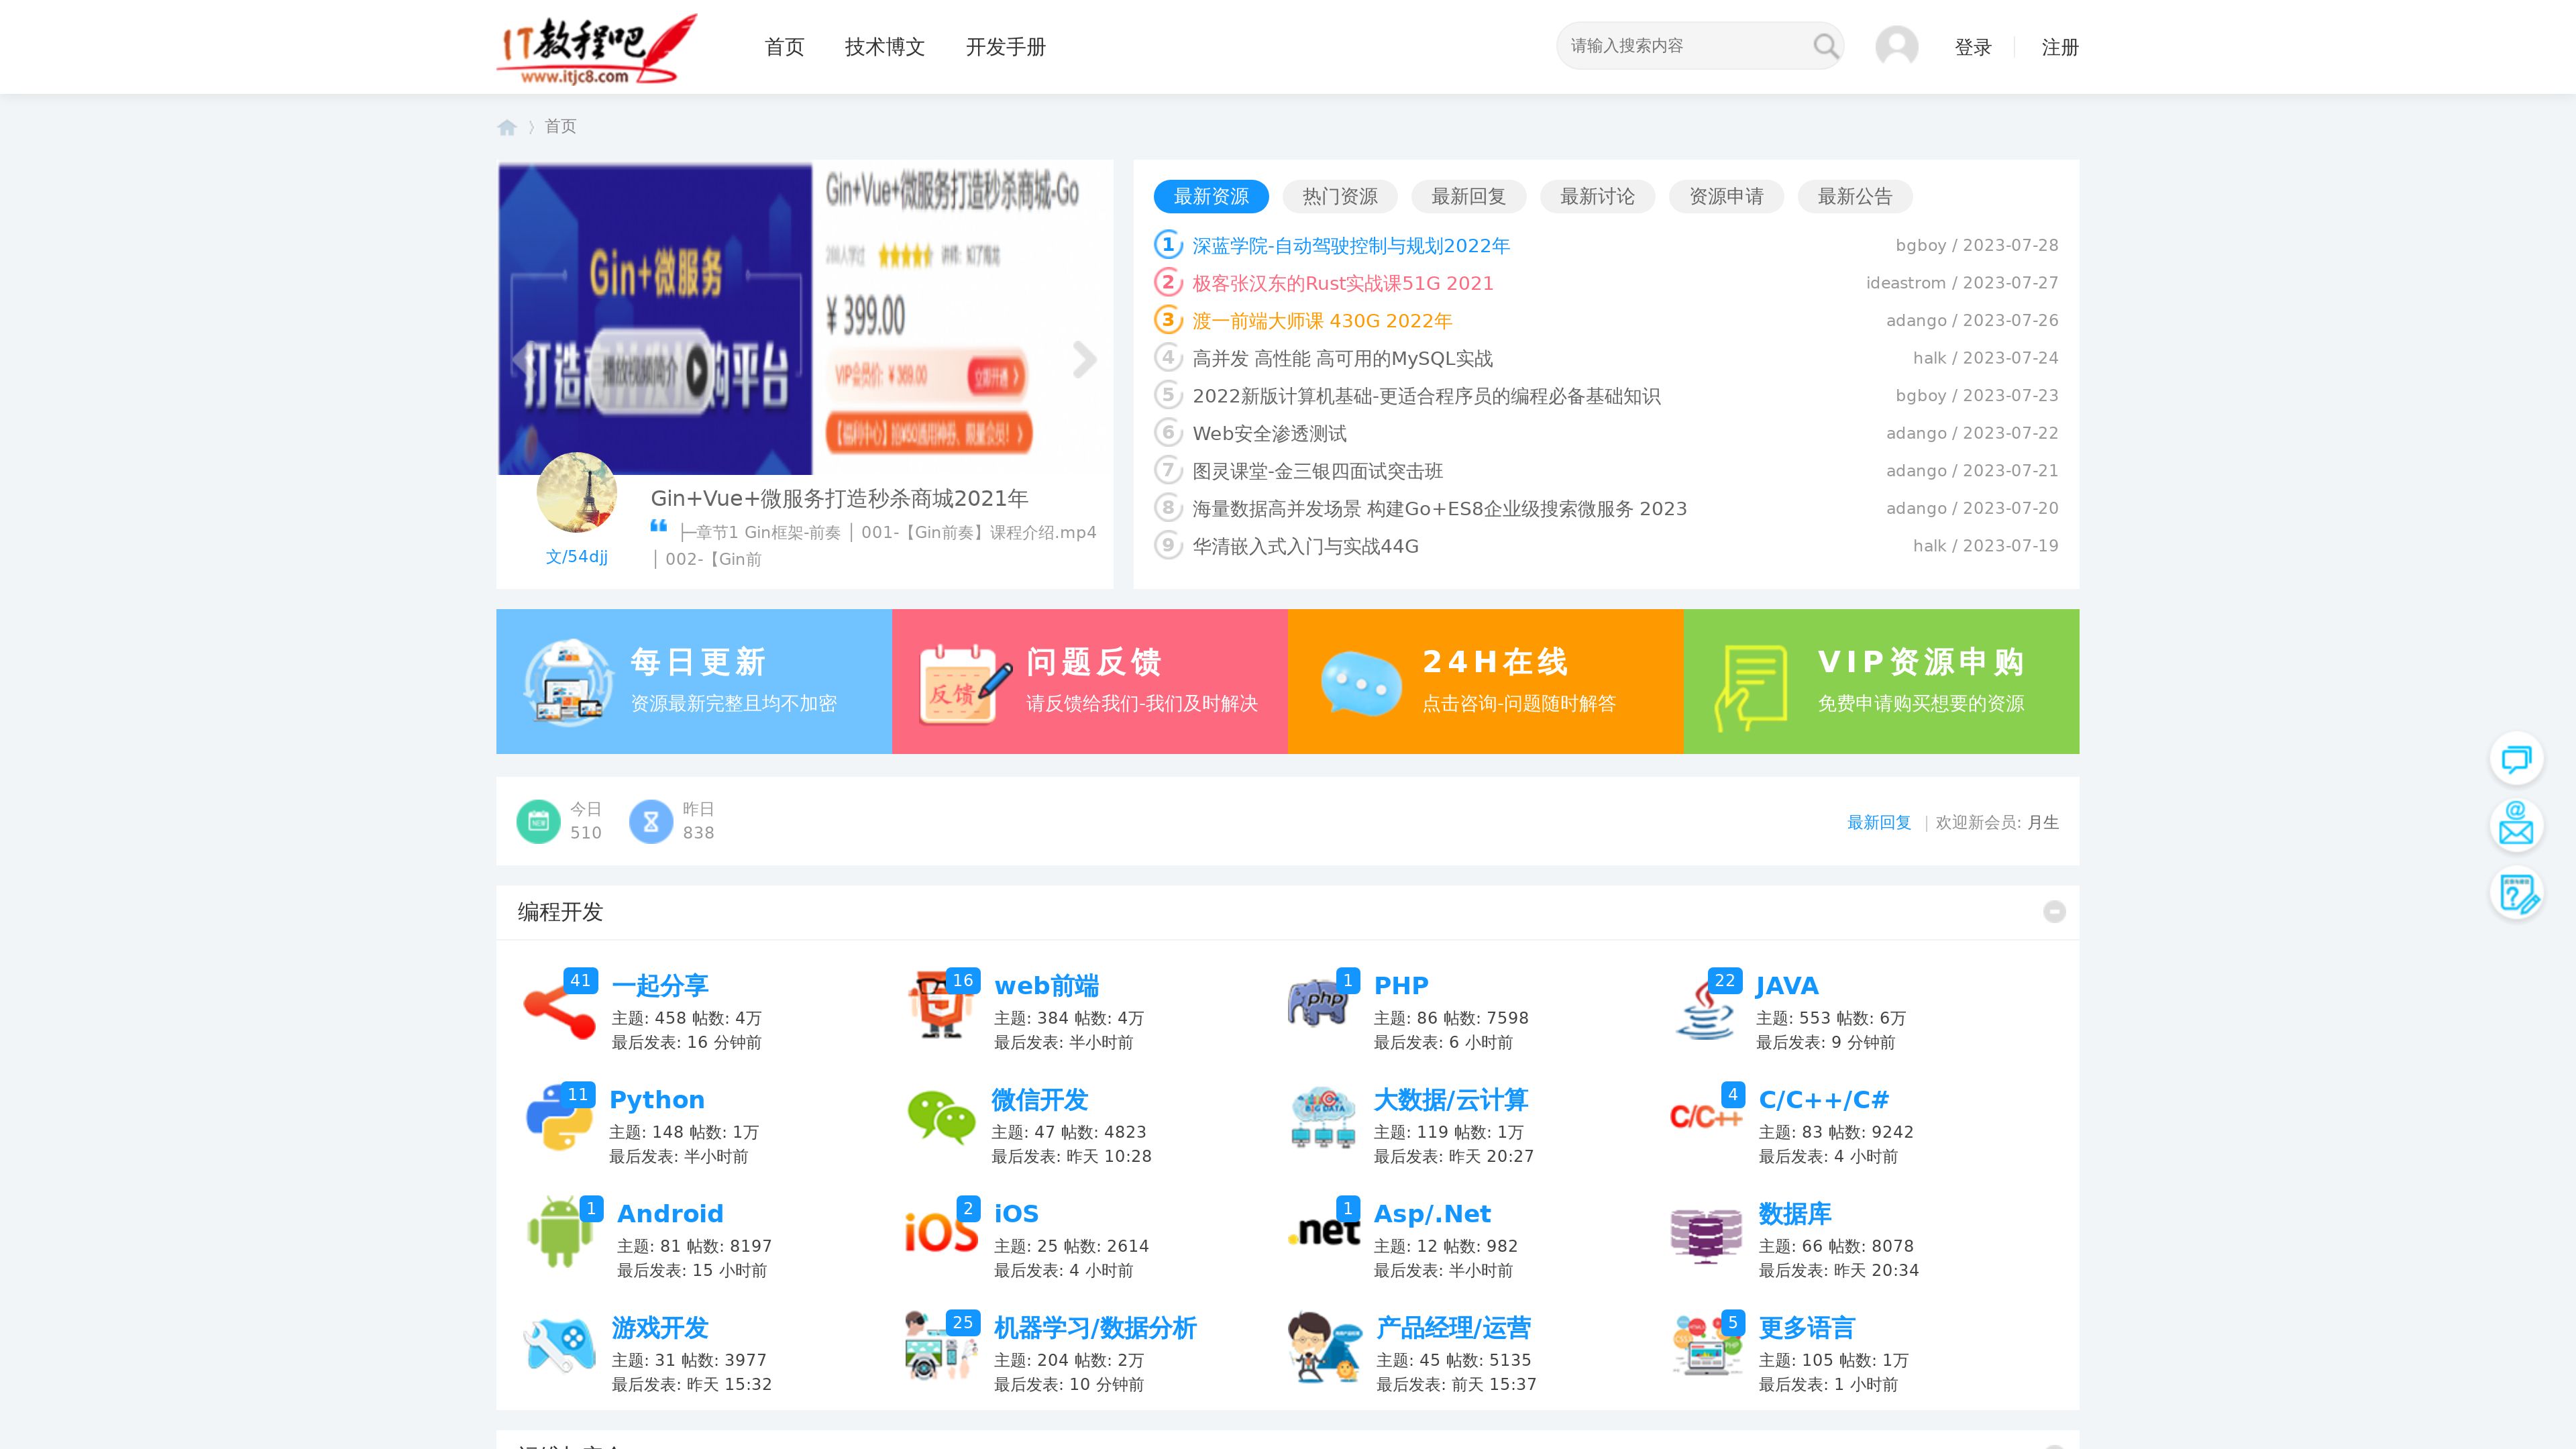 IT教程吧
www.itjc8.com
首页 技术博文 开发手册
请输入搜索内容
登录 注册
首页
Gin+微服务
播放视频简介
Gin+Vue+微服务打造秒杀商城-Go
¥ 399.00
VIP会员价: ¥ 369.00 立即开通
Gin+Vue+微服务打造秒杀商城2021年
├─章节1 Gin框架-前奏 │ 001-【Gin前奏】课程介绍.mp4
│ 002-【Gin前
文/54djj
最新资源 热门资源 最新回复 最新讨论 资源申请 最新公告
1 深蓝学院-自动驾驶控制与规划2022年 bgboy / 2023-07-28
2 极客张汉东的Rust实战课51G 2021 ideastrom / 2023-07-27
3 渡一前端大师课 430G 2022年 adango / 2023-07-26
4 高并发 高性能 高可用的MySQL实战 halk / 2023-07-24
5 2022新版计算机基础-更适合程序员的编程必备基础知识 bgboy / 2023-07-23
6 Web安全渗透测试 adango / 2023-07-22
7 图灵课堂-金三银四面试突击班 adango / 2023-07-21
8 海量数据高并发场景 构建Go+ES8企业级搜索微服务 2023 adango / 2023-07-20
9 华清嵌入式入门与实战44G halk / 2023-07-19
每日更新
资源最新完整且均不加密
反馈
问题反馈
请反馈给我们-我们及时解决
24H在线
点击咨询-问题随时解答
VIP资源申购
免费申请购买想要的资源
今日
510
昨日
838
最新回复 | 欢迎新会员: 月生
编程开发
41 一起分享
主题: 458 帖数: 4万
最后发表: 16 分钟前
16 web前端
主题: 384 帖数: 4万
最后发表: 半小时前
php 1 PHP
主题: 86 帖数: 7598
最后发表: 6 小时前
22 JAVA
主题: 553 帖数: 6万
最后发表: 9 分钟前
11 Python
主题: 148 帖数: 1万
最后发表: 半小时前
微信开发
主题: 47 帖数: 4823
最后发表: 昨天 10:28
BIG DATA 大数据/云计算
主题: 119 帖数: 1万
最后发表: 昨天 20:27
C/C++ 4 C/C++/C#
主题: 83 帖数: 9242
最后发表: 4 小时前
1 Android
主题: 81 帖数: 8197
最后发表: 15 小时前
iOS 2 iOS
主题: 25 帖数: 2614
最后发表: 4 小时前
.net 1 Asp/.Net
主题: 12 帖数: 982
最后发表: 半小时前
数据库
主题: 66 帖数: 8078
最后发表: 昨天 20:34
游戏开发
主题: 31 帖数: 3977
最后发表: 昨天 15:32
25 机器学习/数据分析
主题: 204 帖数: 2万
最后发表: 10 分钟前
产品经理/运营
主题: 45 帖数: 5135
最后发表: 前天 15:37
5 更多语言
主题: 105 帖数: 1万
最后发表: 1 小时前